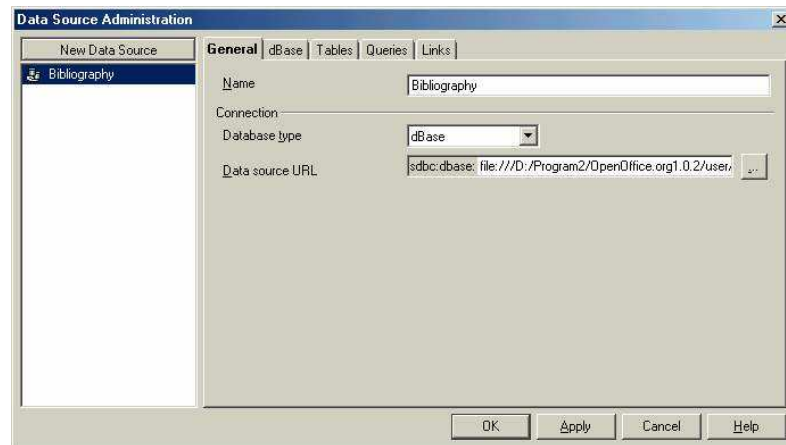 Data Source Administration
New Data Source
Bibliography
General dBase Tables Queries Links
Name Bibliography
Connection
Database type dBase
Data source URL sdbc:dbase: file:///D:/Program2/OpenOffice.org1.0.2/user/ ...
OK Apply Cancel Help